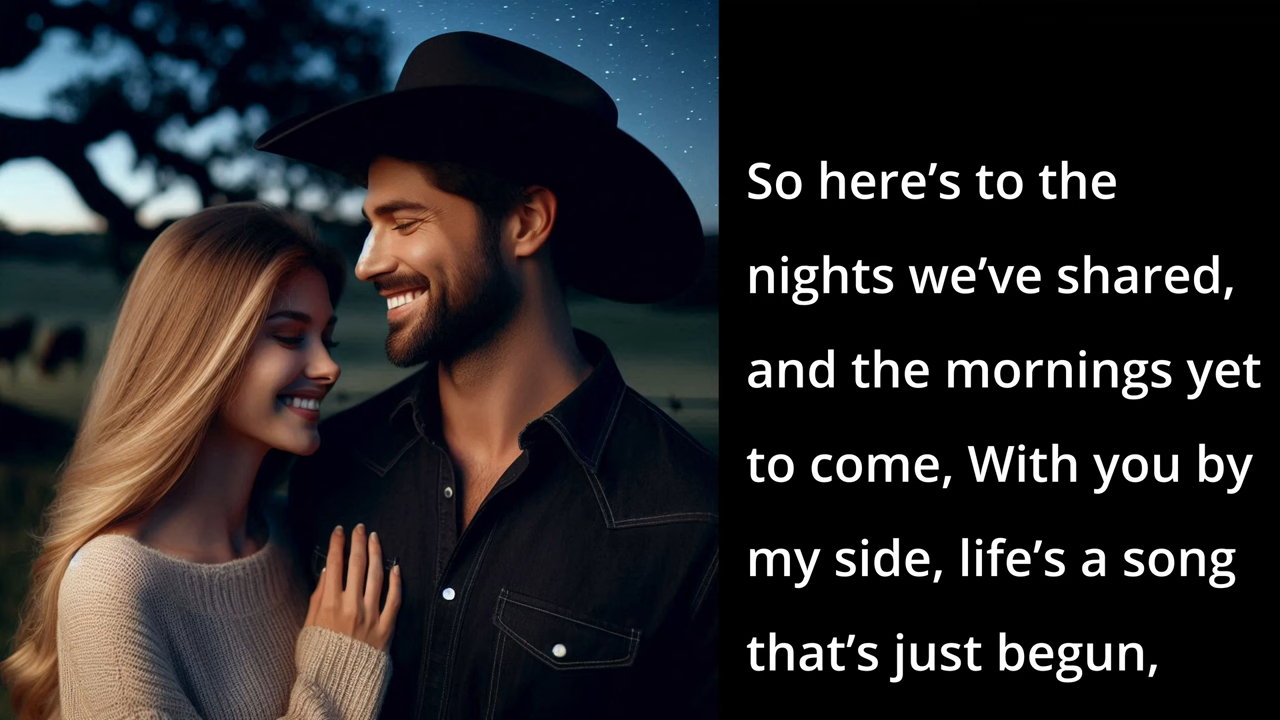 So here’s to the
nights we’ve shared,
and the mornings yet
to come, With you by
my side, life’s a song
that’s just begun,